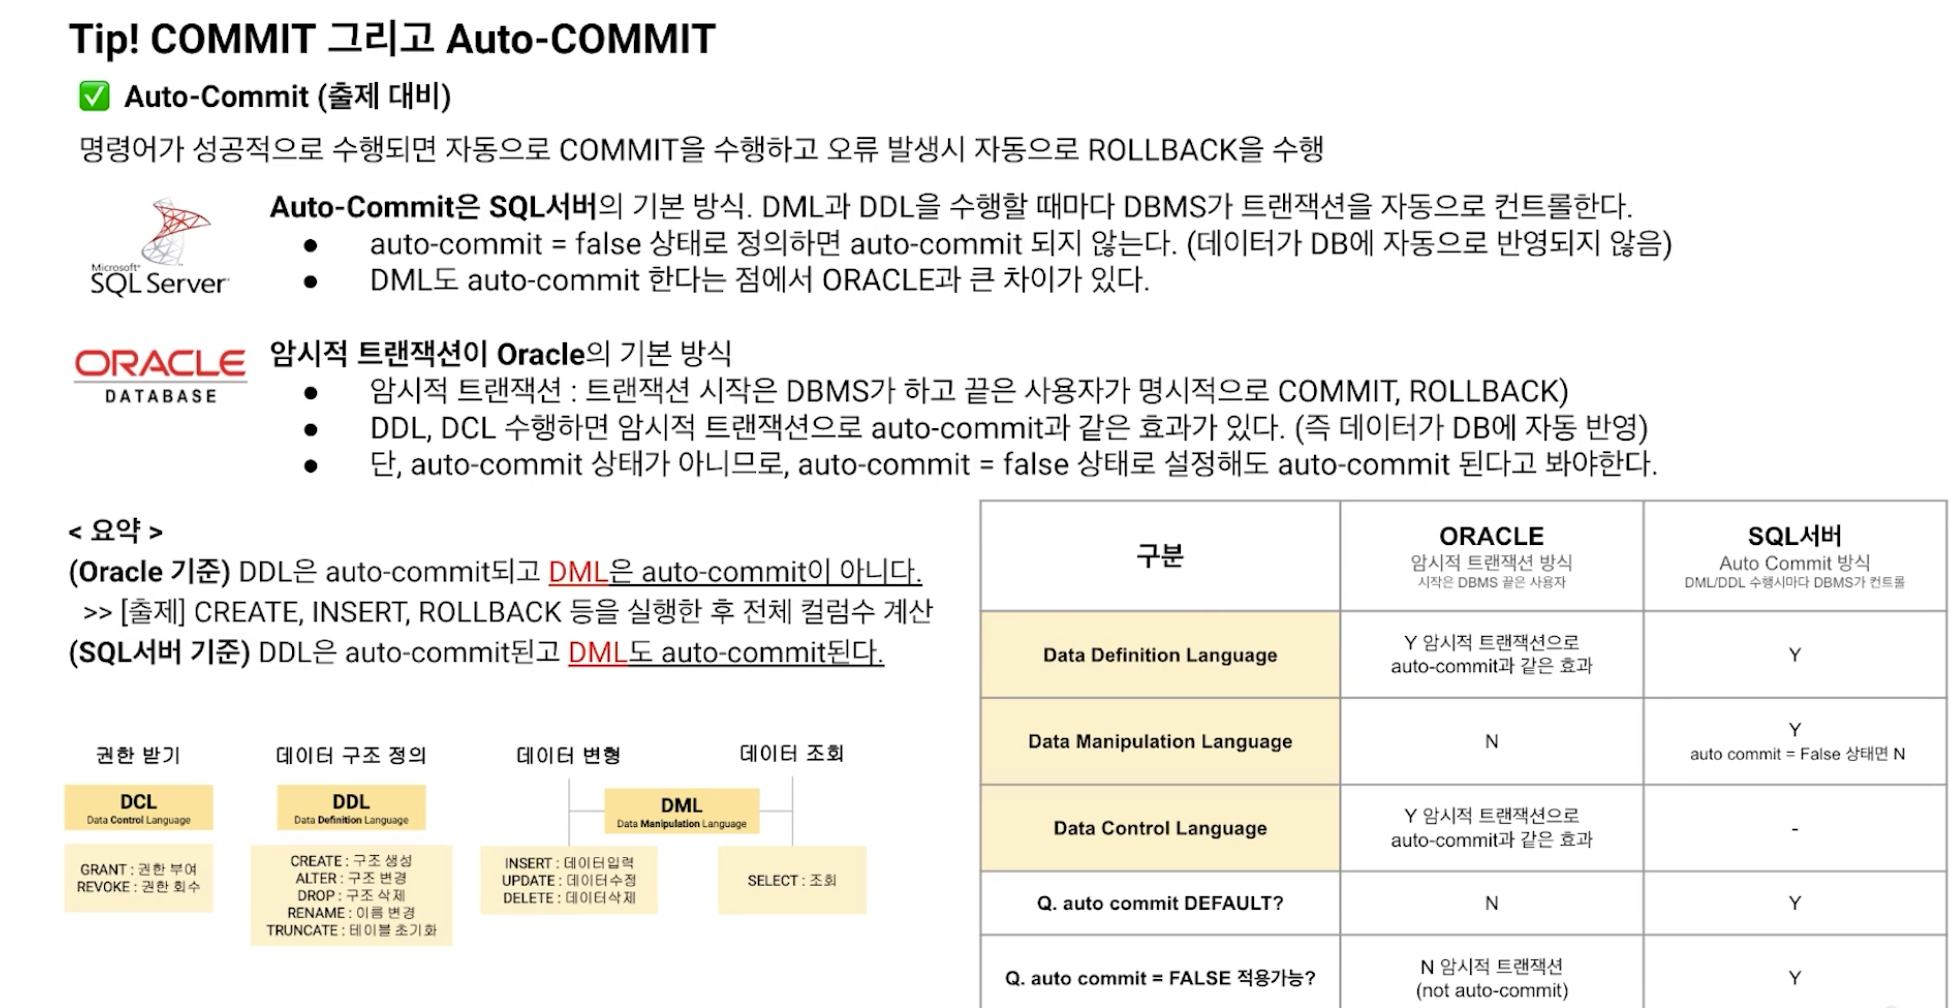 Tip! COMMIT 그리고 Auto-COMMIT
✅ Auto-Commit (출제 대비)
명령어가 성공적으로 수행되면 자동으로 COMMIT을 수행하고 오류 발생시 자동으로 ROLLBACK을 수행
Microsoft
SQL Server
Auto-Commit은 SQL서버의 기본 방식. DML과 DDL을 수행할 때마다 DBMS가 트랜잭션을 자동으로 컨트롤한다.
● auto-commit = false 상태로 정의하면 auto-commit 되지 않는다. (데이터가 DB에 자동으로 반영되지 않음)
● DML도 auto-commit 한다는 점에서 ORACLE과 큰 차이가 있다.
ORACLE
DATABASE
암시적 트랜잭션이 Oracle의 기본 방식
● 암시적 트랜잭션 : 트랜잭션 시작은 DBMS가 하고 끝은 사용자가 명시적으로 COMMIT, ROLLBACK)
● DDL, DCL 수행하면 암시적 트랜잭션으로 auto-commit과 같은 효과가 있다. (즉 데이터가 DB에 자동 반영)
● 단, auto-commit 상태가 아니므로, auto-commit = false 상태로 설정해도 auto-commit 된다고 봐야한다.
< 요약 >
(Oracle 기준) DDL은 auto-commit되고 DML은 auto-commit이 아니다.
>> [출제] CREATE, INSERT, ROLLBACK 등을 실행한 후 전체 컬럼수 계산
(SQL서버 기준) DDL은 auto-commit된고 DML도 auto-commit된다.
권한 받기
DCL
Data Control Language
GRANT : 권한 부여
REVOKE : 권한 회수
데이터 구조 정의
DDL
Data Definition Language
CREATE : 구조 생성
ALTER : 구조 변경
DROP : 구조 삭제
RENAME : 이름 변경
TRUNCATE : 테이블 초기화
데이터 변형
데이터 조회
DML
Data Manipulation Language
INSERT : 데이터입력
UPDATE : 데이터수정
DELETE : 데이터삭제
SELECT : 조회
구분
ORACLE
암시적 트랜잭션 방식
시작은 DBMS 끝은 사용자
SQL서버
Auto Commit 방식
DML/DDL 수행시마다 DBMS가 컨트롤
Data Definition Language
Y 암시적 트랜잭션으로
auto-commit과 같은 효과
Y
Data Manipulation Language
N
Y
auto commit = False 상태면 N
Data Control Language
Y 암시적 트랜잭션으로
auto-commit과 같은 효과
-
Q. auto commit DEFAULT?
N
Y
Q. auto commit = FALSE 적용가능?
N 암시적 트랜잭션
(not auto-commit)
Y